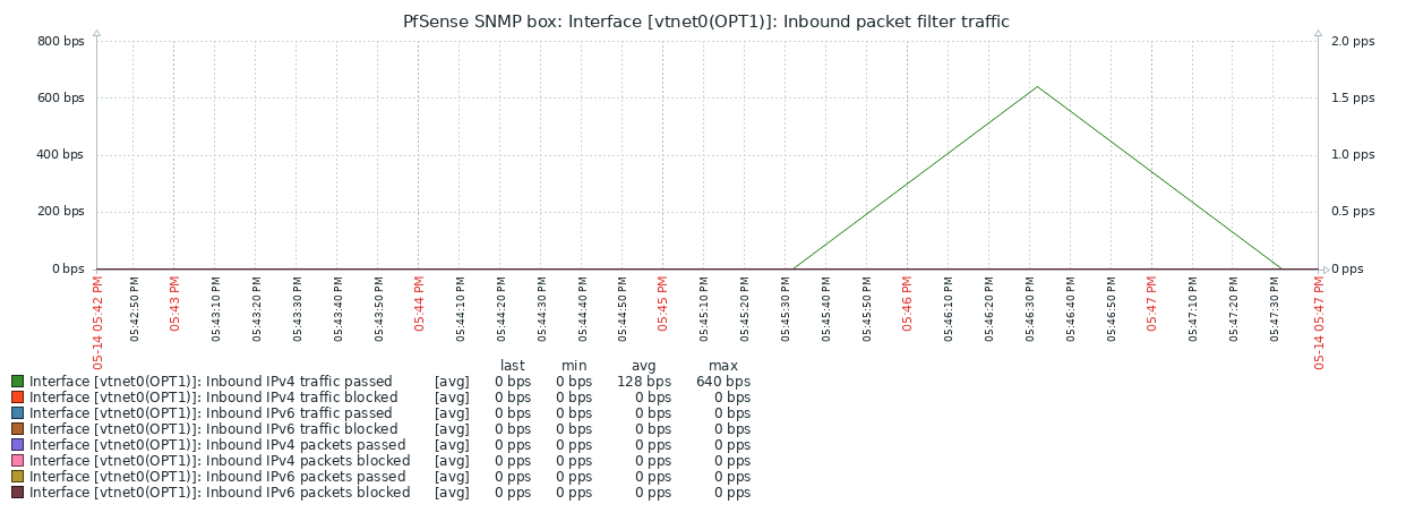 PfSense SNMP box: Interface [vtnet0(OPT1)]: Inbound packet filter traffic
800 bps 2.0 pps
600 bps 1.5 pps
400 bps 1.0 pps
200 bps 0.5 pps
0 bps 0 pps
05-14 05:42 PM 05:42:50 PM 05:43 PM 05:43:10 PM 05:43:20 PM 05:43:30 PM 05:43:40 PM 05:43:50 PM 05:44 PM 05:44:10 PM 05:44:20 PM 05:44:30 PM 05:44:40 PM 05:44:50 PM 05:45 PM 05:45:10 PM 05:45:20 PM 05:45:30 PM 05:45:40 PM 05:45:50 PM 05:46 PM 05:46:10 PM 05:46:20 PM 05:46:30 PM 05:46:40 PM 05:46:50 PM 05:47 PM 05:47:10 PM 05:47:20 PM 05:47:30 PM 05-14 05:47 PM
last min avg max
Interface [vtnet0(OPT1)]: Inbound IPv4 traffic passed [avg] 0 bps 0 bps 128 bps 640 bps
Interface [vtnet0(OPT1)]: Inbound IPv4 traffic blocked [avg] 0 bps 0 bps 0 bps 0 bps
Interface [vtnet0(OPT1)]: Inbound IPv6 traffic passed [avg] 0 bps 0 bps 0 bps 0 bps
Interface [vtnet0(OPT1)]: Inbound IPv6 traffic blocked [avg] 0 bps 0 bps 0 bps 0 bps
Interface [vtnet0(OPT1)]: Inbound IPv4 packets passed [avg] 0 pps 0 pps 0 pps 0 pps
Interface [vtnet0(OPT1)]: Inbound IPv4 packets blocked [avg] 0 pps 0 pps 0 pps 0 pps
Interface [vtnet0(OPT1)]: Inbound IPv6 packets passed [avg] 0 pps 0 pps 0 pps 0 pps
Interface [vtnet0(OPT1)]: Inbound IPv6 packets blocked [avg] 0 pps 0 pps 0 pps 0 pps